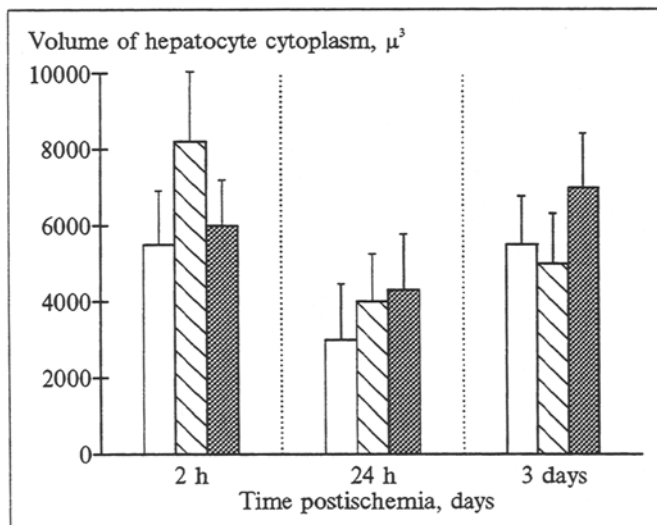 Volume of hepatocyte cytoplasm, μ³
10000
8000
6000
4000
2000
0
2 h 24 h 3 days
Time postischemia, days